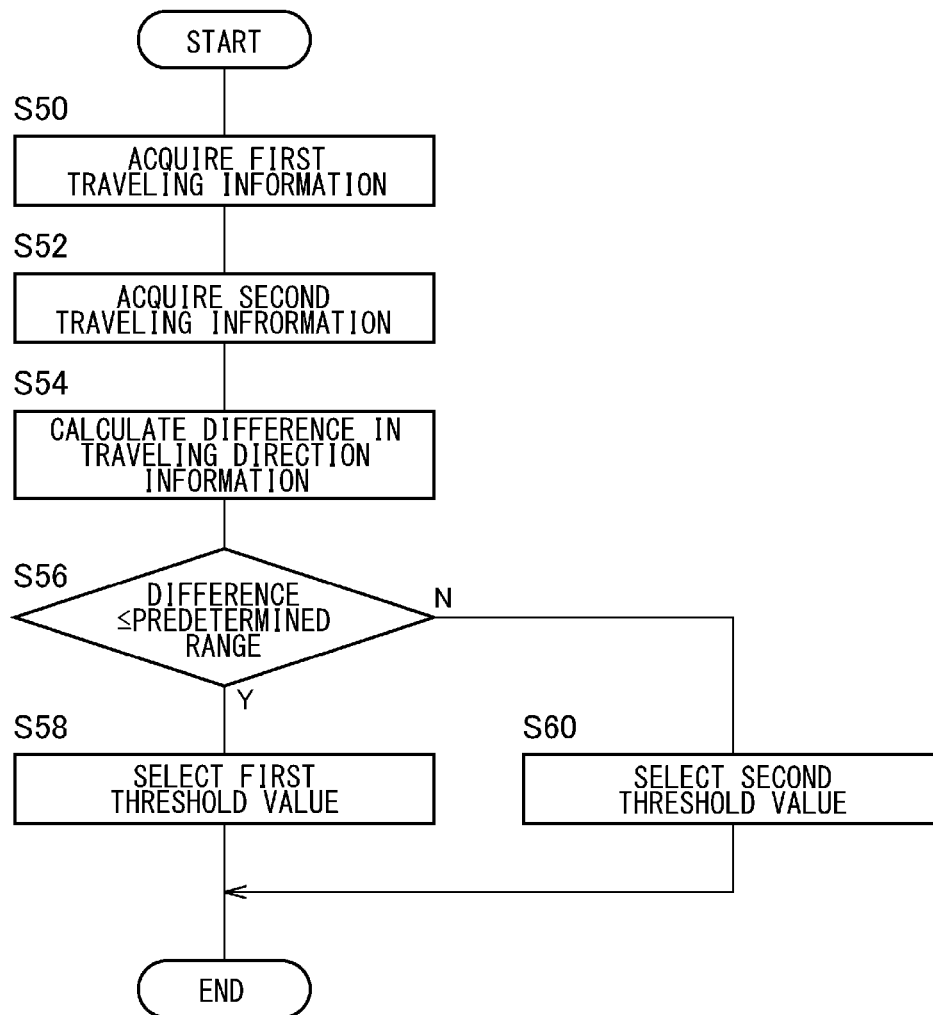 START
S50
ACQUIRE FIRST
TRAVELING INFORMATION
S52
ACQUIRE SECOND
TRAVELING INFRORMATION
S54
CALCULATE DIFFERENCE IN
TRAVELING DIRECTION
INFORMATION
S56
DIFFERENCE
≤PREDETERMINED
RANGE
N
Y
S58
SELECT FIRST
THRESHOLD VALUE
S60
SELECT SECOND
THRESHOLD VALUE
END